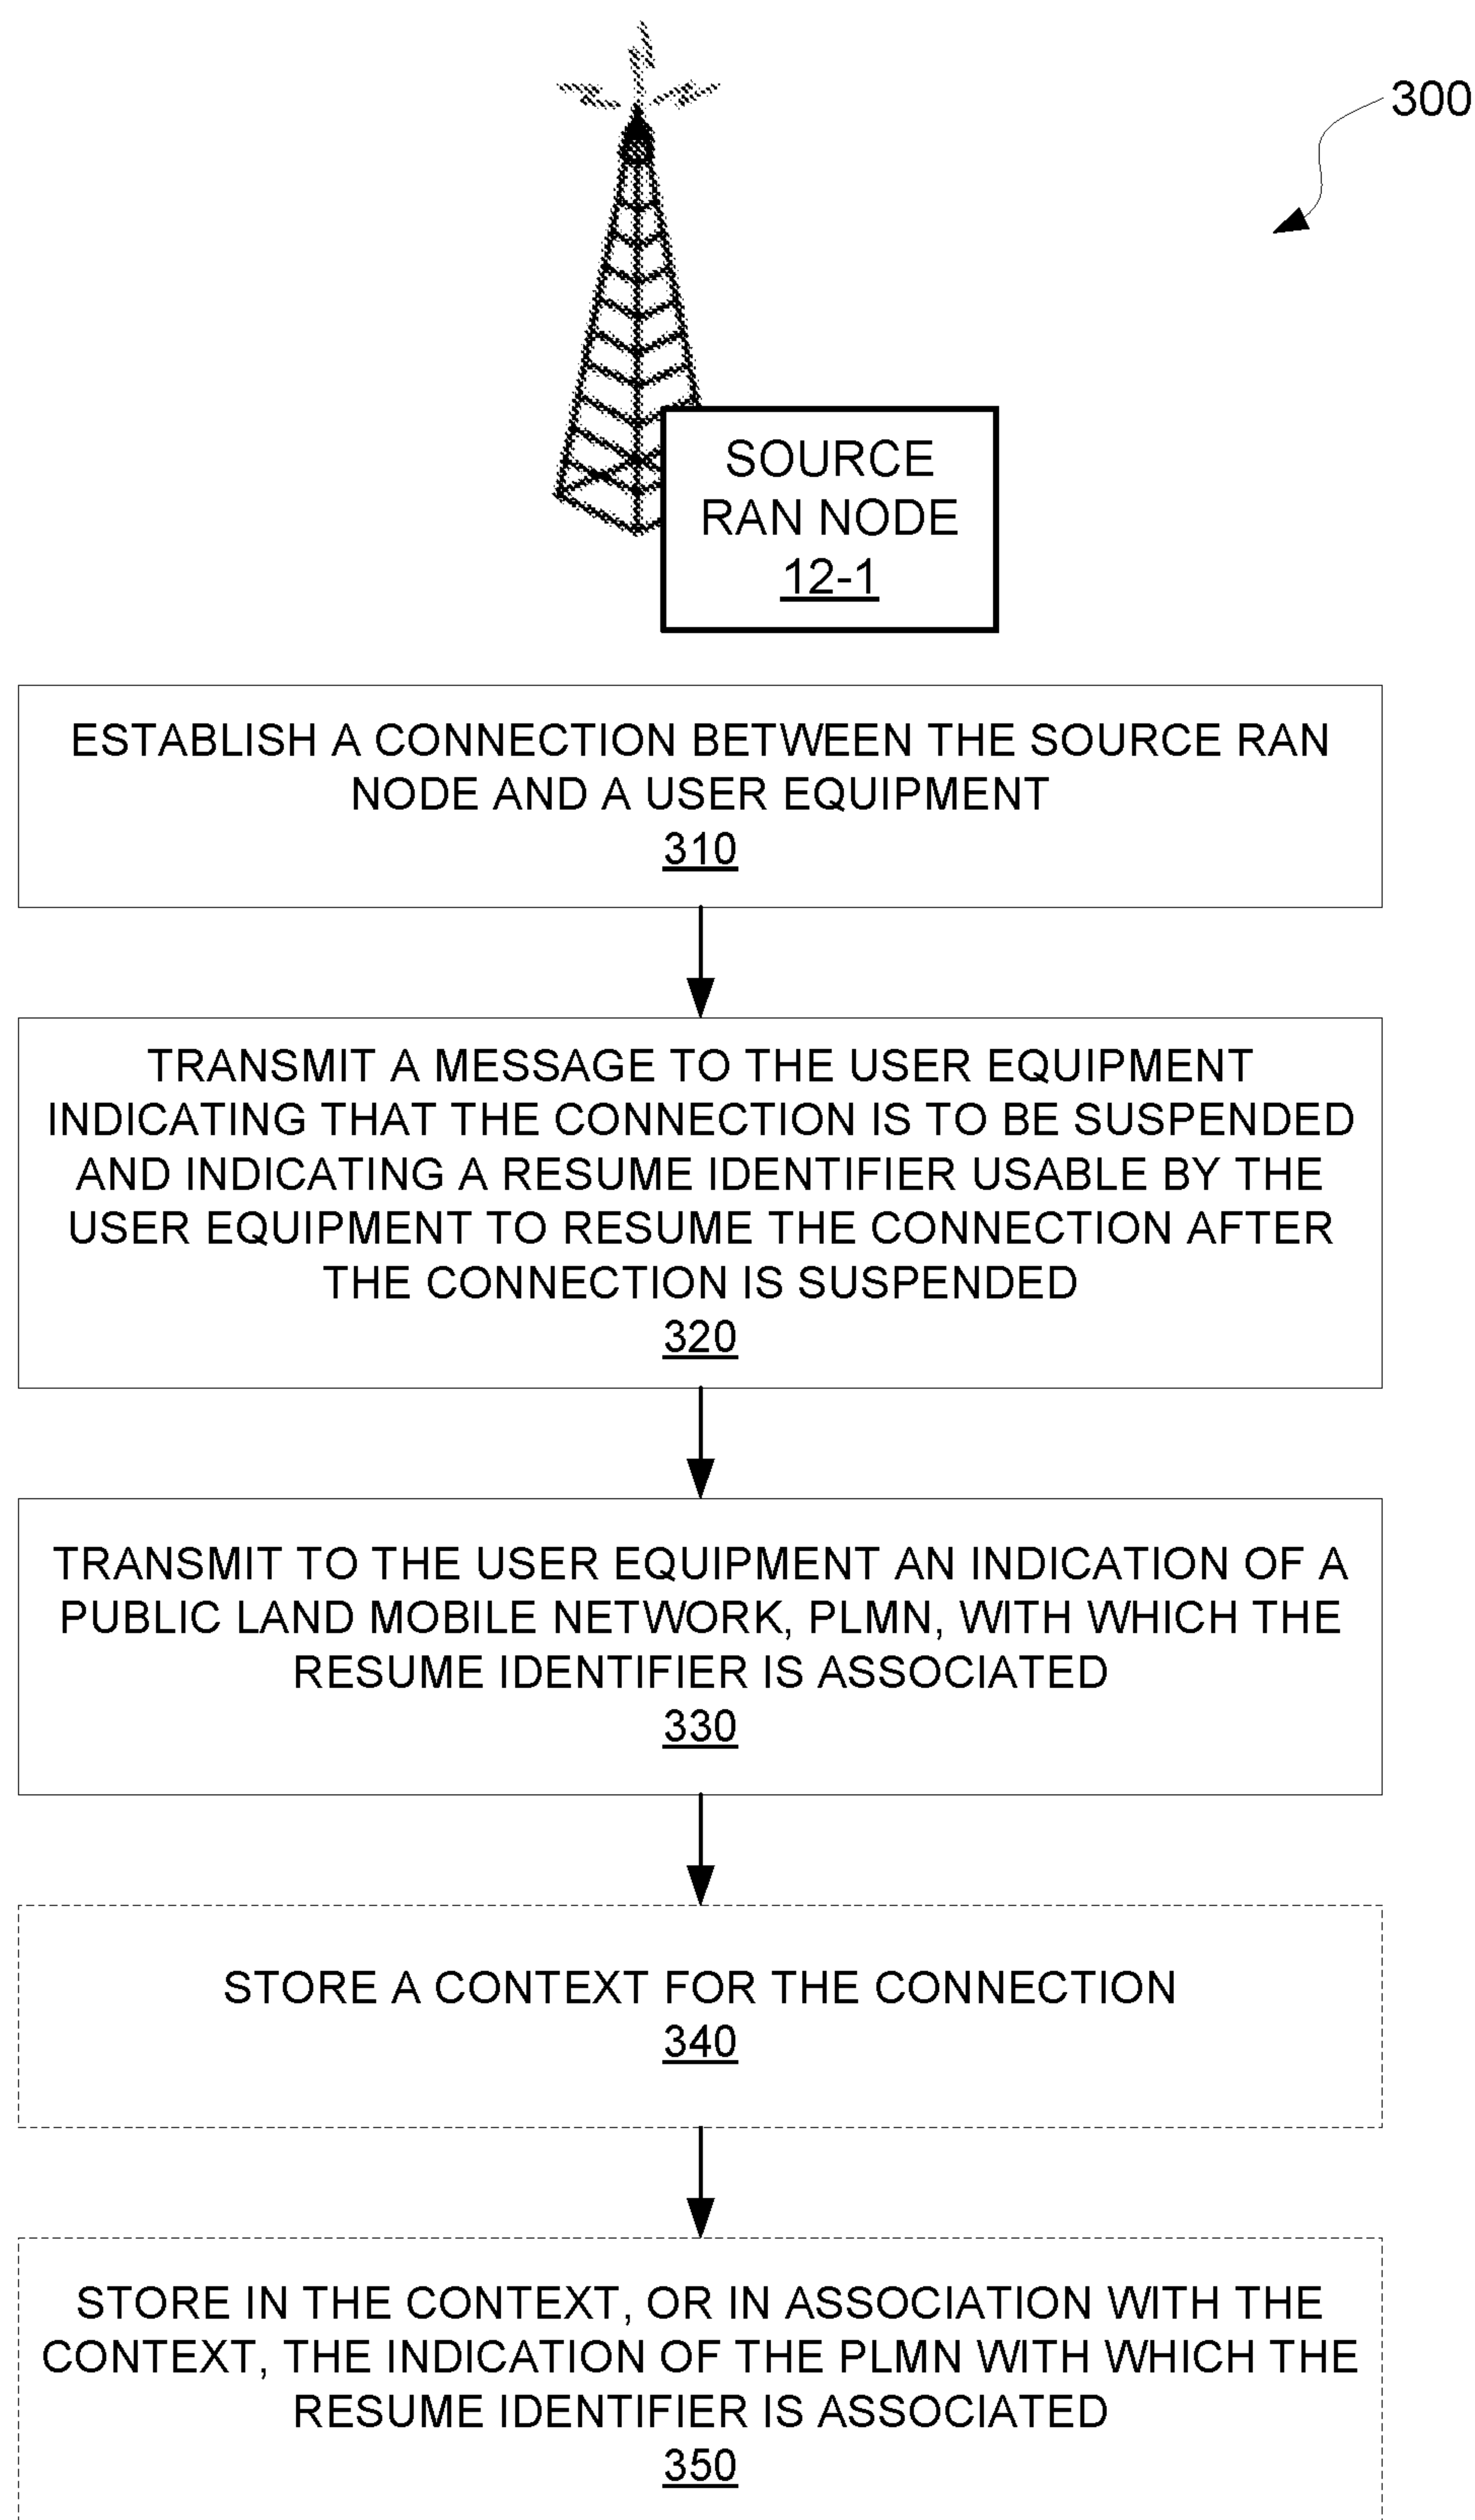 300
SOURCE
RAN NODE
12-1
ESTABLISH A CONNECTION BETWEEN THE SOURCE RAN
NODE AND A USER EQUIPMENT
310
TRANSMIT A MESSAGE TO THE USER EQUIPMENT
INDICATING THAT THE CONNECTION IS TO BE SUSPENDED
AND INDICATING A RESUME IDENTIFIER USABLE BY THE
USER EQUIPMENT TO RESUME THE CONNECTION AFTER
THE CONNECTION IS SUSPENDED
320
TRANSMIT TO THE USER EQUIPMENT AN INDICATION OF A
PUBLIC LAND MOBILE NETWORK, PLMN, WITH WHICH THE
RESUME IDENTIFIER IS ASSOCIATED
330
STORE A CONTEXT FOR THE CONNECTION
340
STORE IN THE CONTEXT, OR IN ASSOCIATION WITH THE
CONTEXT, THE INDICATION OF THE PLMN WITH WHICH THE
RESUME IDENTIFIER IS ASSOCIATED
350